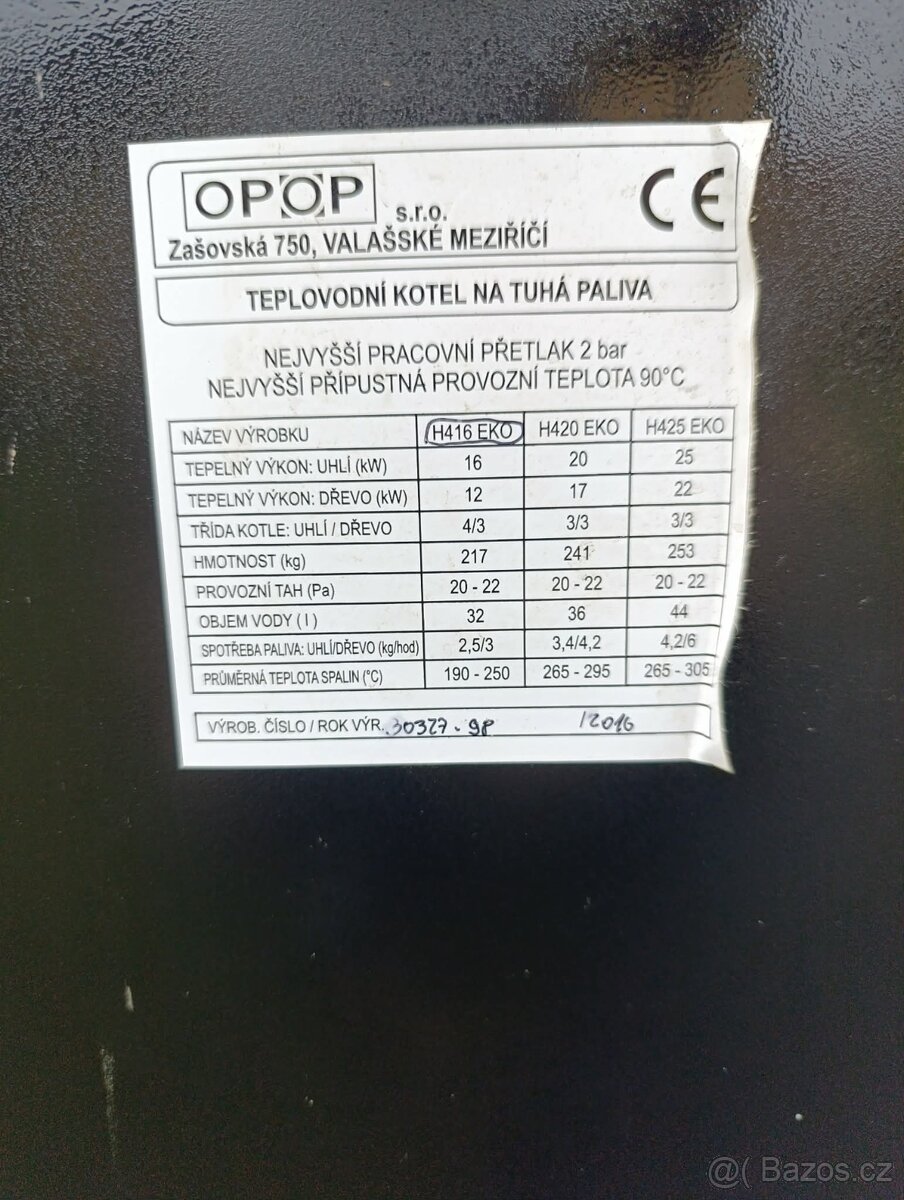 OPOP s.r.o. CE
Zašovská 750, VALAŠSKÉ MEZIŘÍČÍ
TEPLOVODNÍ KOTEL NA TUHÁ PALIVA
NEJVYŠŠÍ PRACOVNÍ PŘETLAK 2 bar
NEJVYŠŠÍ PŘÍPUSTNÁ PROVOZNÍ TEPLOTA 90°C
NÁZEV VÝROBKU H416 EKO H420 EKO H425 EKO
TEPELNÝ VÝKON: UHLÍ (kW) 16 20 25
TEPELNÝ VÝKON: DŘEVO (kW) 12 17 22
TŘÍDA KOTLE: UHLÍ / DŘEVO 4/3 3/3 3/3
HMOTNOST (kg) 217 241 253
PROVOZNÍ TAH (Pa) 20 - 22 20 - 22 20 - 22
OBJEM VODY ( l ) 32 36 44
SPOTŘEBA PALIVA: UHLÍ/DŘEVO (kg/hod) 2,5/3 3,4/4,2 4,2/6
PRŮMĚRNÁ TEPLOTA SPALIN (°C) 190 - 250 265 - 295 265 - 305
VÝROB. ČÍSLO / ROK VÝR. 30327.98 /2016
@( Bazos.cz